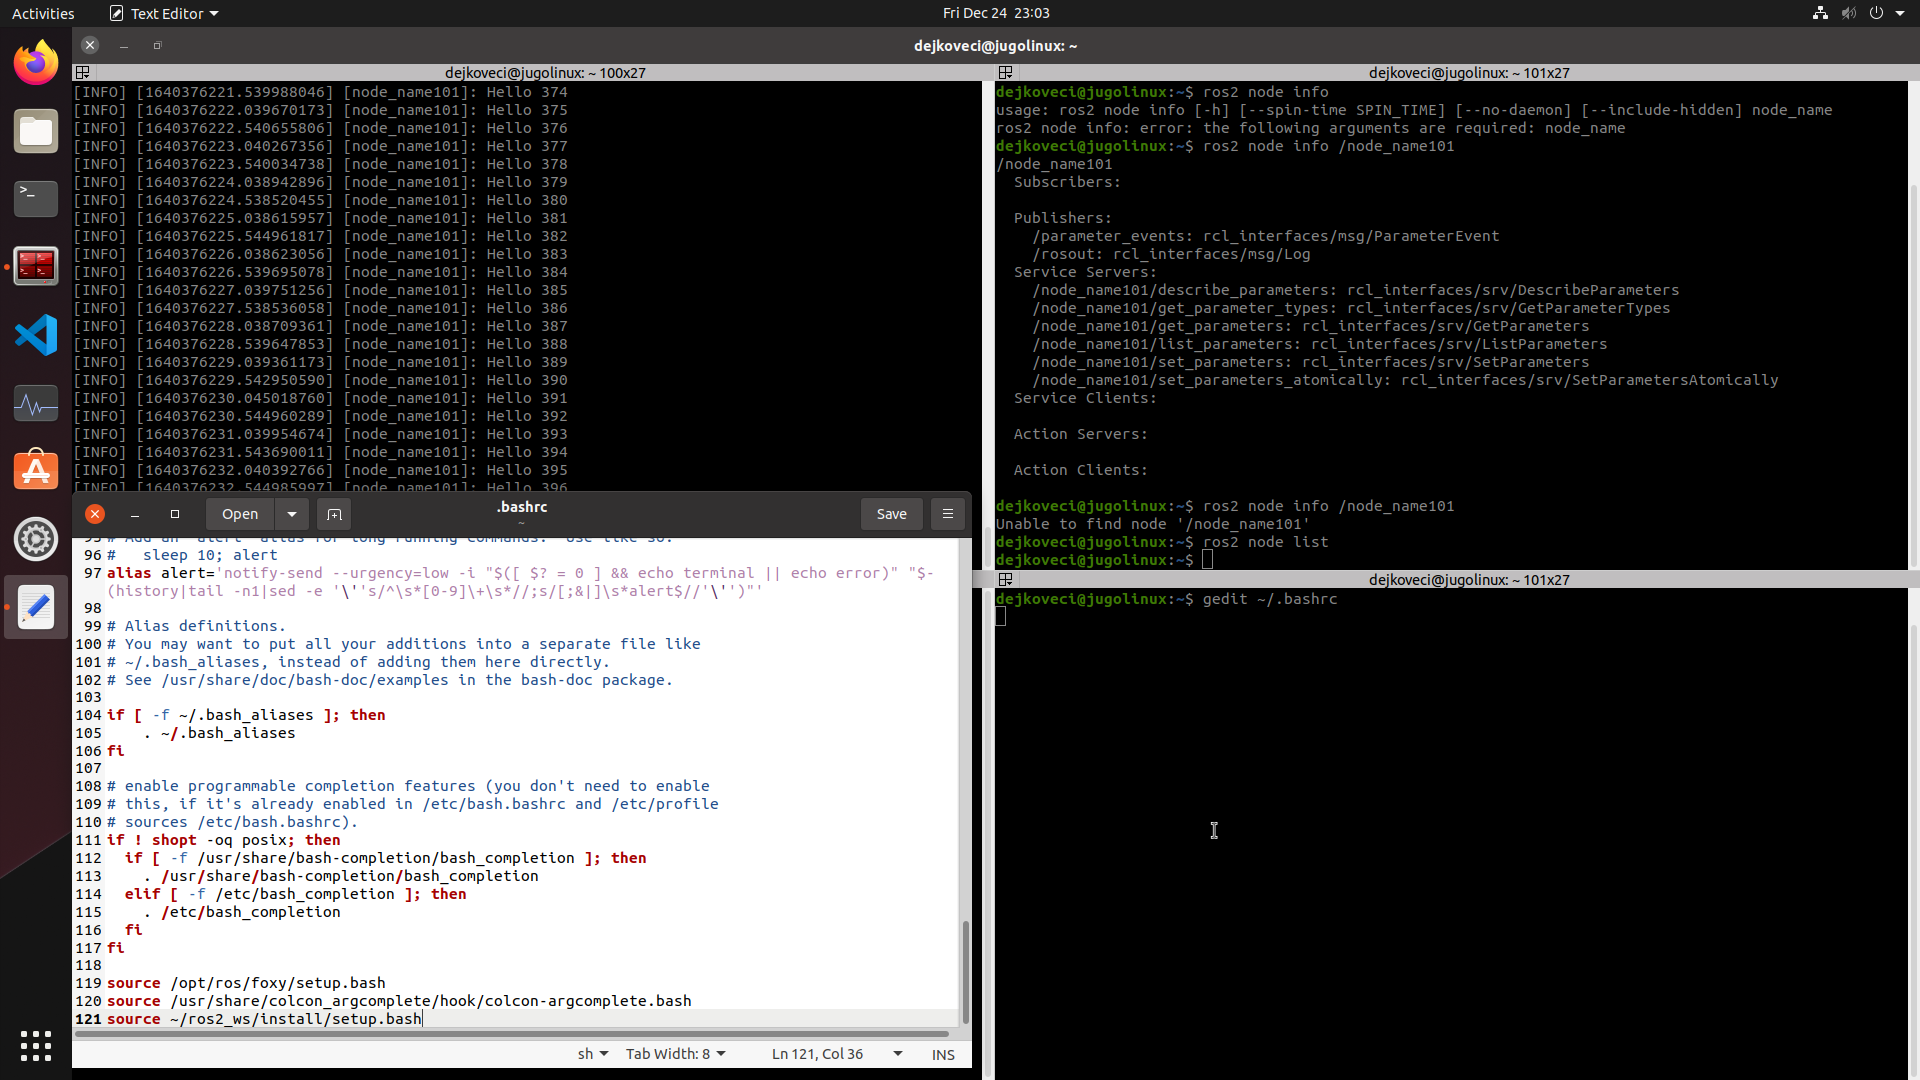 Activities
Text Editor
Fri Dec 24 23:03
dejkoveci@jugolinux: ~
dejkoveci@jugolinux: ~ 100x27
[INFO] [1640376221.539988046] [node_name101]: Hello 374
[INFO] [1640376222.039670173] [node_name101]: Hello 375
[INFO] [1640376222.540655806] [node_name101]: Hello 376
[INFO] [1640376223.040267356] [node_name101]: Hello 377
[INFO] [1640376223.540034738] [node_name101]: Hello 378
[INFO] [1640376224.038942896] [node_name101]: Hello 379
[INFO] [1640376224.538520455] [node_name101]: Hello 380
[INFO] [1640376225.038615957] [node_name101]: Hello 381
[INFO] [1640376225.544961817] [node_name101]: Hello 382
[INFO] [1640376226.038623056] [node_name101]: Hello 383
[INFO] [1640376226.539695078] [node_name101]: Hello 384
[INFO] [1640376227.039751256] [node_name101]: Hello 385
[INFO] [1640376227.538536058] [node_name101]: Hello 386
[INFO] [1640376228.038709361] [node_name101]: Hello 387
[INFO] [1640376228.539647853] [node_name101]: Hello 388
[INFO] [1640376229.039361173] [node_name101]: Hello 389
[INFO] [1640376229.542950590] [node_name101]: Hello 390
[INFO] [1640376230.045018760] [node_name101]: Hello 391
[INFO] [1640376230.544960289] [node_name101]: Hello 392
[INFO] [1640376231.039954674] [node_name101]: Hello 393
[INFO] [1640376231.543690011] [node_name101]: Hello 394
[INFO] [1640376232.040392766] [node_name101]: Hello 395
[INFO] [1640376232.544985997] [node_name101]: Hello 396
dejkoveci@jugolinux: ~ 101x27
dejkoveci@jugolinux:~$ ros2 node info
usage: ros2 node info [-h] [--spin-time SPIN_TIME] [--no-daemon] [--include-hidden] node_name
ros2 node info: error: the following arguments are required: node_name
dejkoveci@jugolinux:~$ ros2 node info /node_name101
/node_name101
  Subscribers:
  Publishers:
    /parameter_events: rcl_interfaces/msg/ParameterEvent
    /rosout: rcl_interfaces/msg/Log
  Service Servers:
    /node_name101/describe_parameters: rcl_interfaces/srv/DescribeParameters
    /node_name101/get_parameter_types: rcl_interfaces/srv/GetParameterTypes
    /node_name101/get_parameters: rcl_interfaces/srv/GetParameters
    /node_name101/list_parameters: rcl_interfaces/srv/ListParameters
    /node_name101/set_parameters: rcl_interfaces/srv/SetParameters
    /node_name101/set_parameters_atomically: rcl_interfaces/srv/SetParametersAtomically
  Service Clients:
  Action Servers:
  Action Clients:
dejkoveci@jugolinux:~$ ros2 node info /node_name101
Unable to find node '/node_name101'
dejkoveci@jugolinux:~$ ros2 node list
dejkoveci@jugolinux:~$
dejkoveci@jugolinux: ~ 101x27
dejkoveci@jugolinux:~$ gedit ~/.bashrc
Open
.bashrc
~
Save
95 # Add an "alert" alias for long running commands.  Use like so:
96 #   sleep 10; alert
97 alias alert='notify-send --urgency=low -i "$([ $? = 0 ] && echo terminal || echo error)" "$-
(history|tail -n1|sed -e '\''s/^\s*[0-9]\+\s*//;s/[;&|]\s*alert$//'\'')"'
98
99 # Alias definitions.
100 # You may want to put all your additions into a separate file like
101 # ~/.bash_aliases, instead of adding them here directly.
102 # See /usr/share/doc/bash-doc/examples in the bash-doc package.
103
104 if [ -f ~/.bash_aliases ]; then
105     . ~/.bash_aliases
106 fi
107
108 # enable programmable completion features (you don't need to enable
109 # this, if it's already enabled in /etc/bash.bashrc and /etc/profile
110 # sources /etc/bash.bashrc).
111 if ! shopt -oq posix; then
112   if [ -f /usr/share/bash-completion/bash_completion ]; then
113     . /usr/share/bash-completion/bash_completion
114   elif [ -f /etc/bash_completion ]; then
115     . /etc/bash_completion
116   fi
117 fi
118
119 source /opt/ros/foxy/setup.bash
120 source /usr/share/colcon_argcomplete/hook/colcon-argcomplete.bash
121 source ~/ros2_ws/install/setup.bash
sh
Tab Width: 8
Ln 121, Col 36
INS